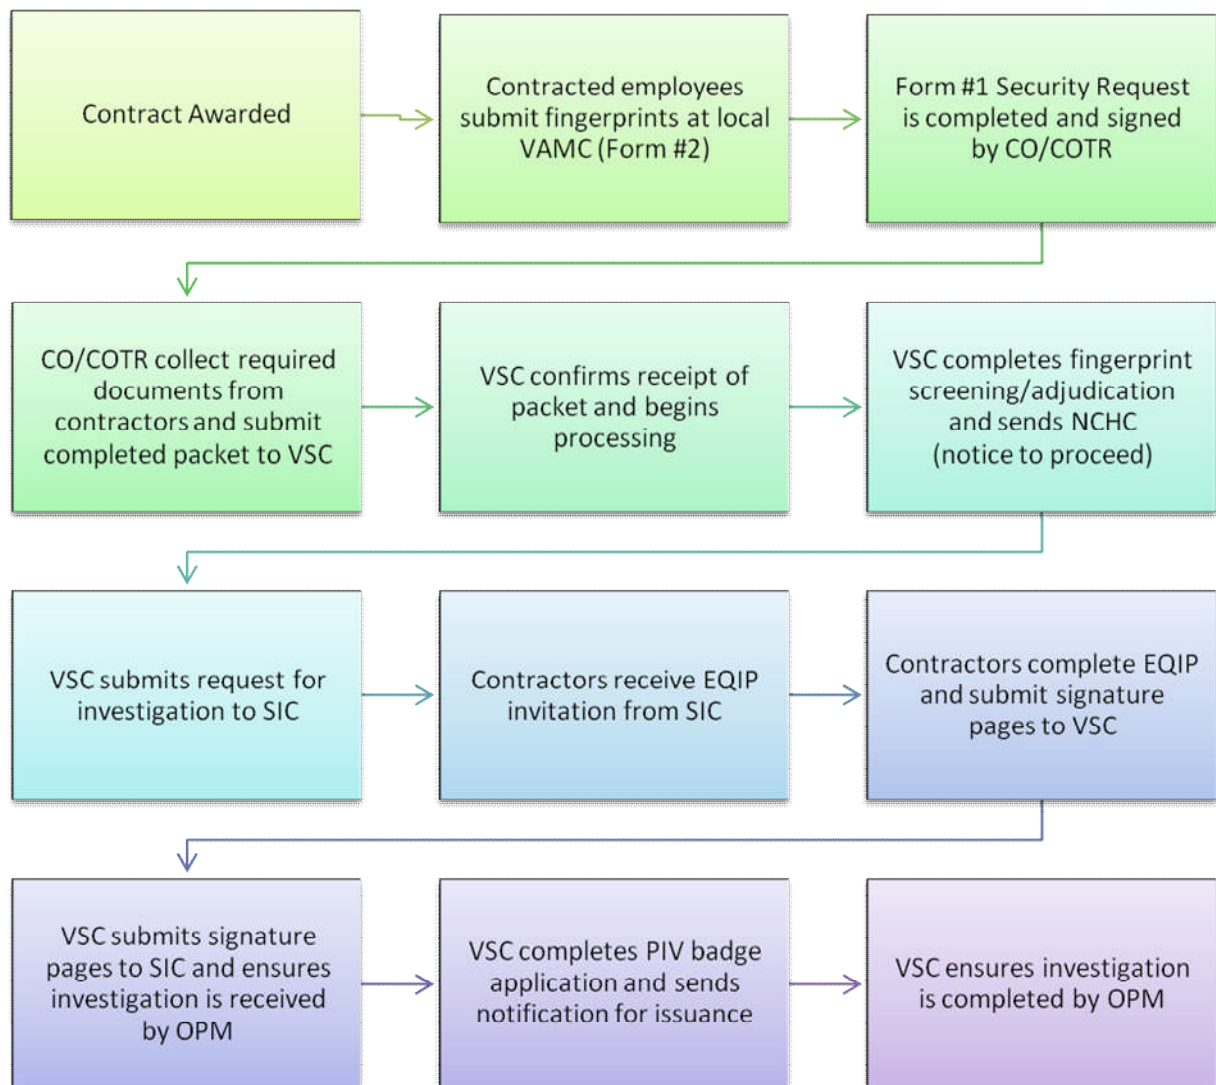 Contract Awarded
Contracted employees
submit fingerprints at local
VAMC (Form #2)
Form #1 Security Request
is completed and signed
by CO/COTR
CO/COTR collect required
documents from
contractors and submit
completed packet to VSC
VSC confirms receipt of
packet and begins
processing
VSC completes fingerprint
screening/adjudication
and sends NCHC
(notice to proceed)
VSC submits request for
investigation to SIC
Contractors receive EQIP
invitation from SIC
Contractors complete EQIP
and submit signature
pages to VSC
VSC submits signature
pages to SIC and ensures
investigation is received
by OPM
VSC completes PIV badge
application and sends
notification for issuance
VSC ensures investigation
is completed by OPM